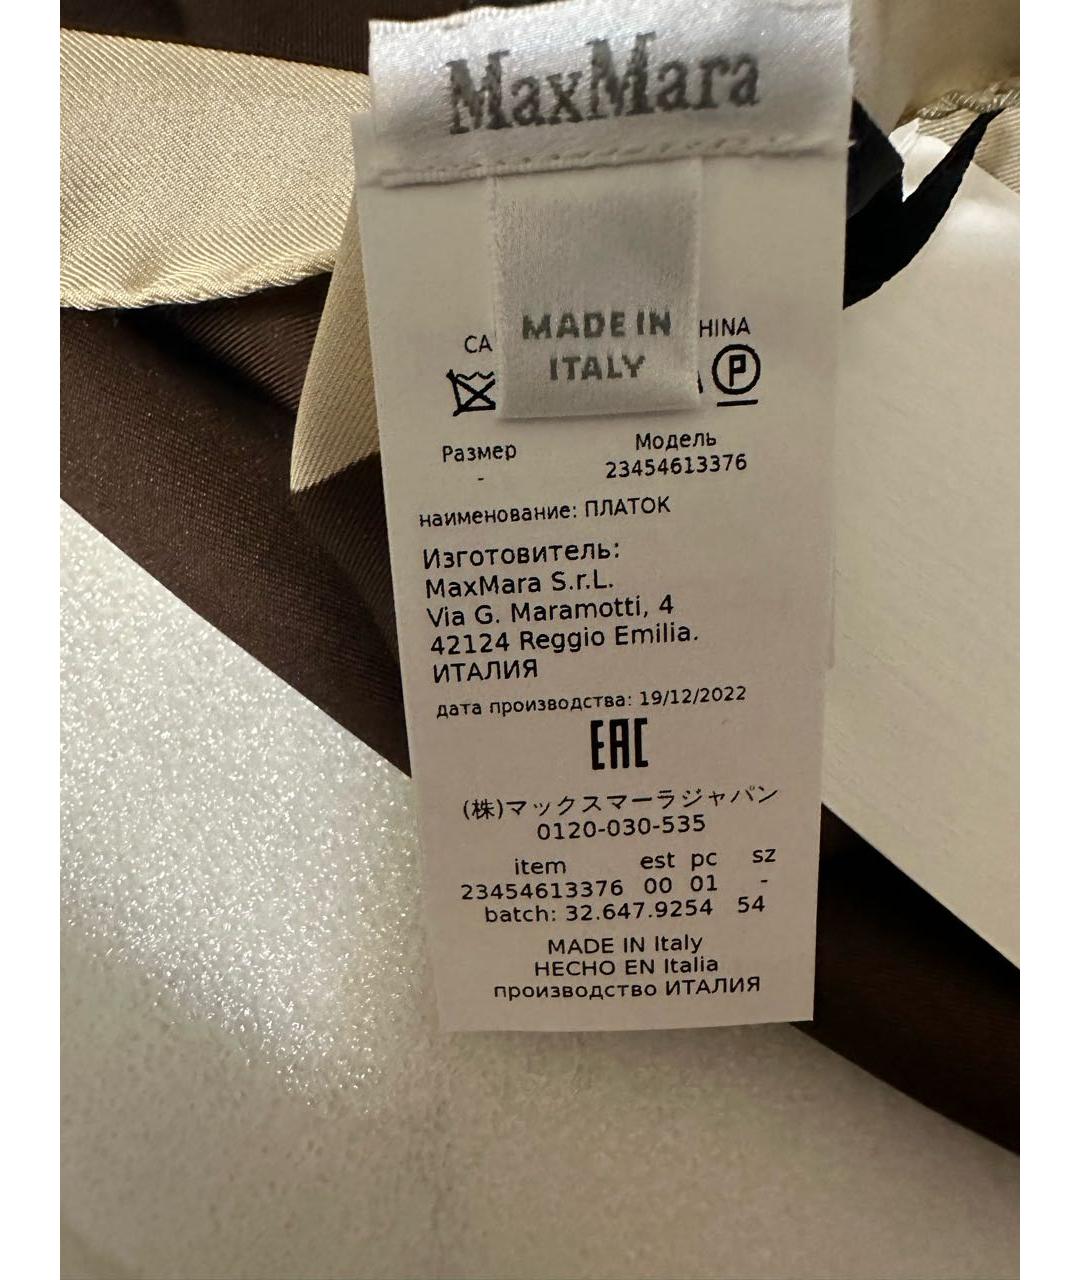 MaxMara
MADE IN
ITALY
CA HINA
P
Размер Модель
- 23454613376
наименование: ПЛАТОК
Изготовитель:
MaxMara S.r.L.
Via G. Maramotti, 4
42124 Reggio Emilia.
ИТАЛИЯ
дата производства: 19/12/2022
EAC
(株)マックスマーラジャパン
0120-030-535
item est pc sz
23454613376 00 01 -
batch: 32.647.9254 54
MADE IN Italy
HECHO EN Italia
производство ИТАЛИЯ